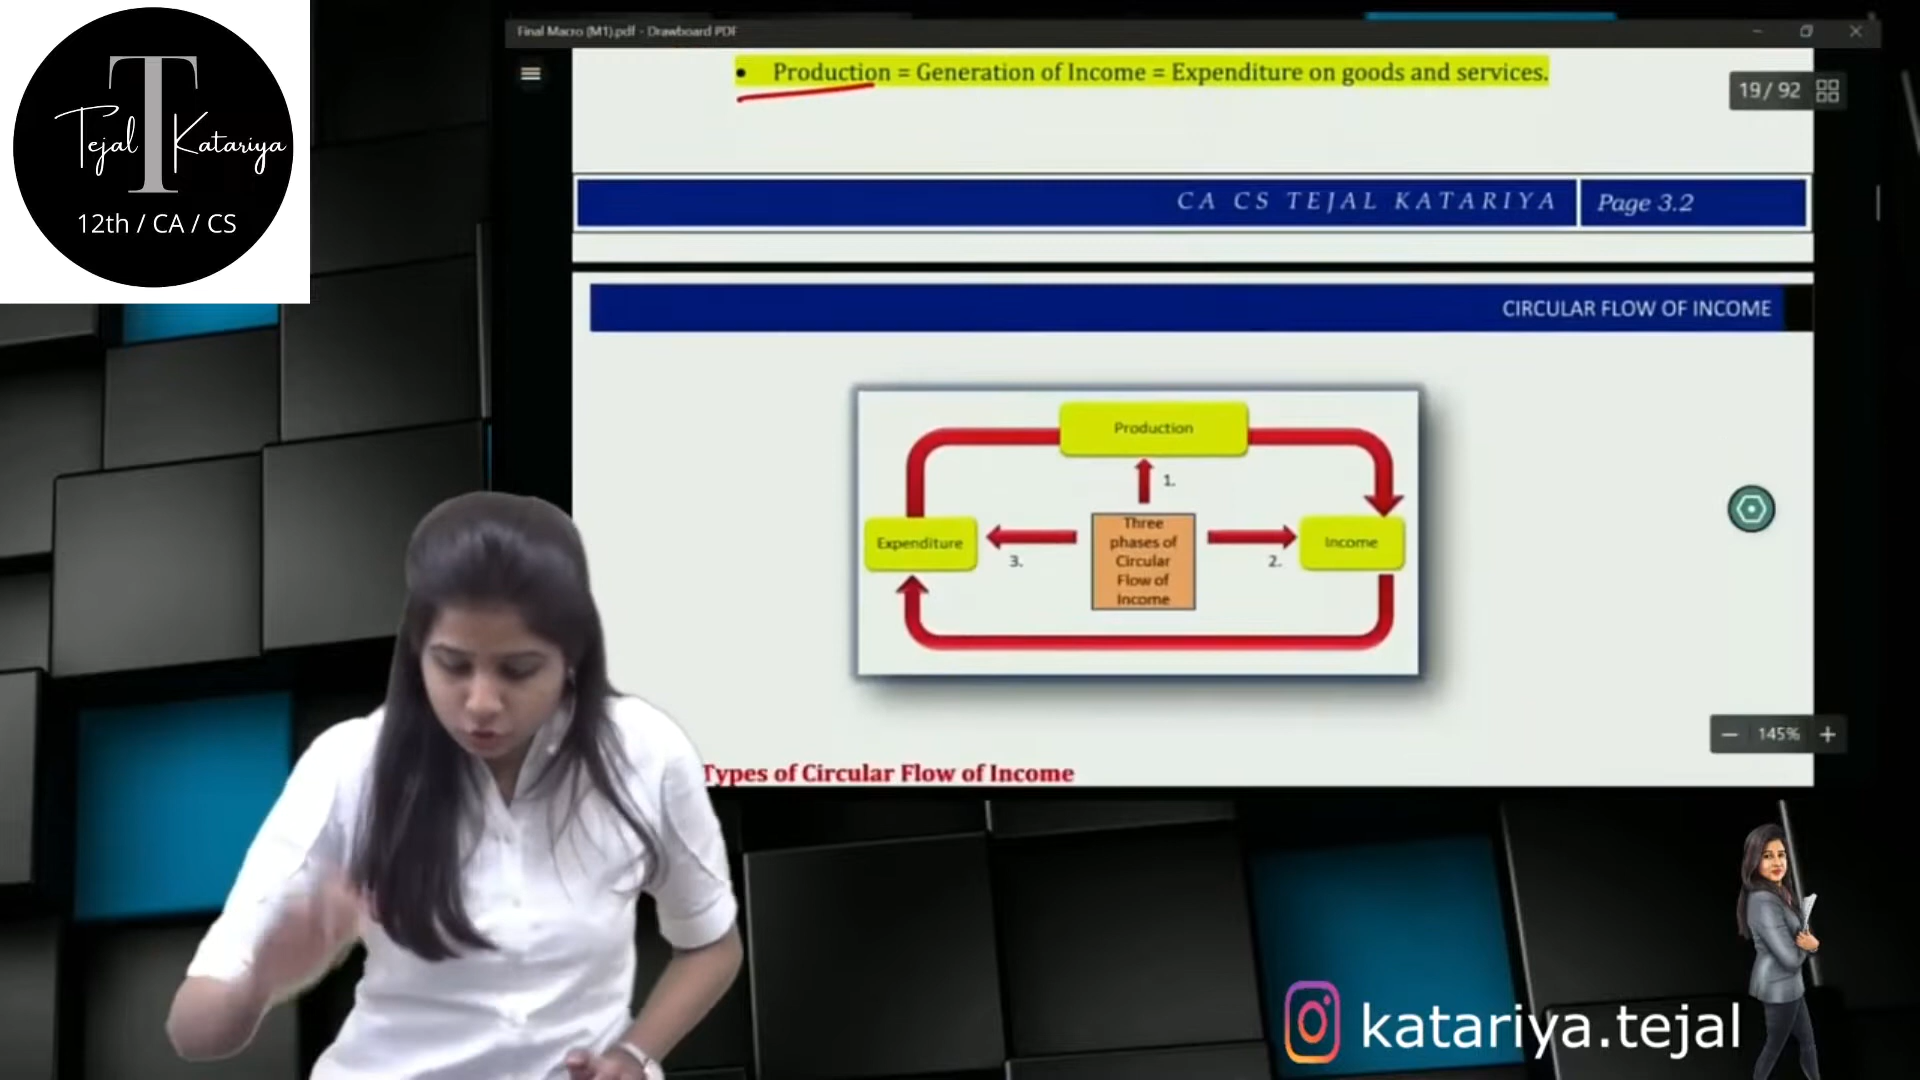 Tejal T Katariya
12th / CA / CS
Final Macro (M1).pdf - Drawboard PDF
• Production = Generation of Income = Expenditure on goods and services.
19 / 92
CA CS TEJAL KATARIYA
Page 3.2
CIRCULAR FLOW OF INCOME
Production
1.
Expenditure
3.
Three
phases of
Circular
Flow of
Income
2.
Income
145%
Types of Circular Flow of Income
katariya.tejal